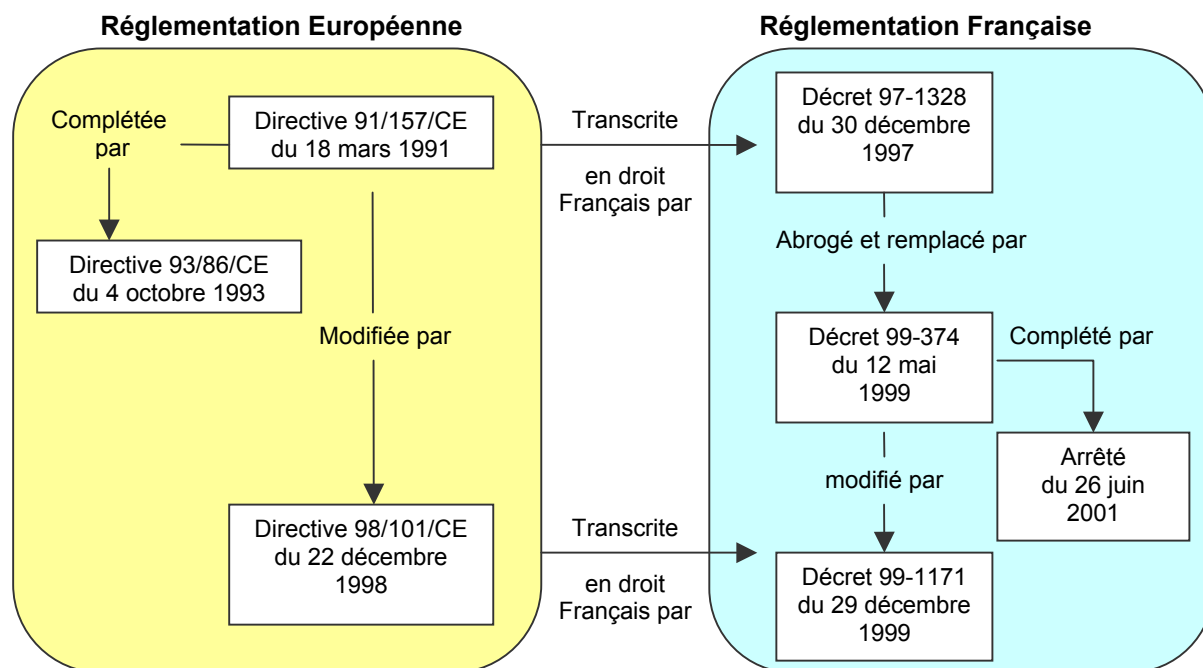 Réglementation Européenne
Réglementation Française
Complétée
par
Directive 91/157/CE
du 18 mars 1991
Transcrite
en droit
Français par
Décret 97-1328
du 30 décembre
1997
Directive 93/86/CE
du 4 octobre 1993
Abrogé et remplacé par
Modifiée par
Décret 99-374
du 12 mai
1999
Complété par
Arrêté
du 26 juin
2001
modifié par
Directive 98/101/CE
du 22 décembre
1998
Transcrite
en droit
Français par
Décret 99-1171
du 29 décembre
1999